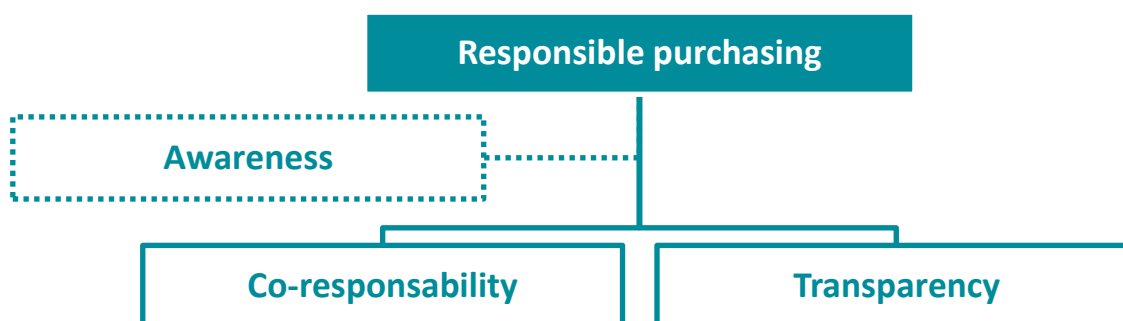 Responsible purchasing
Awareness
Co-responsability
Transparency